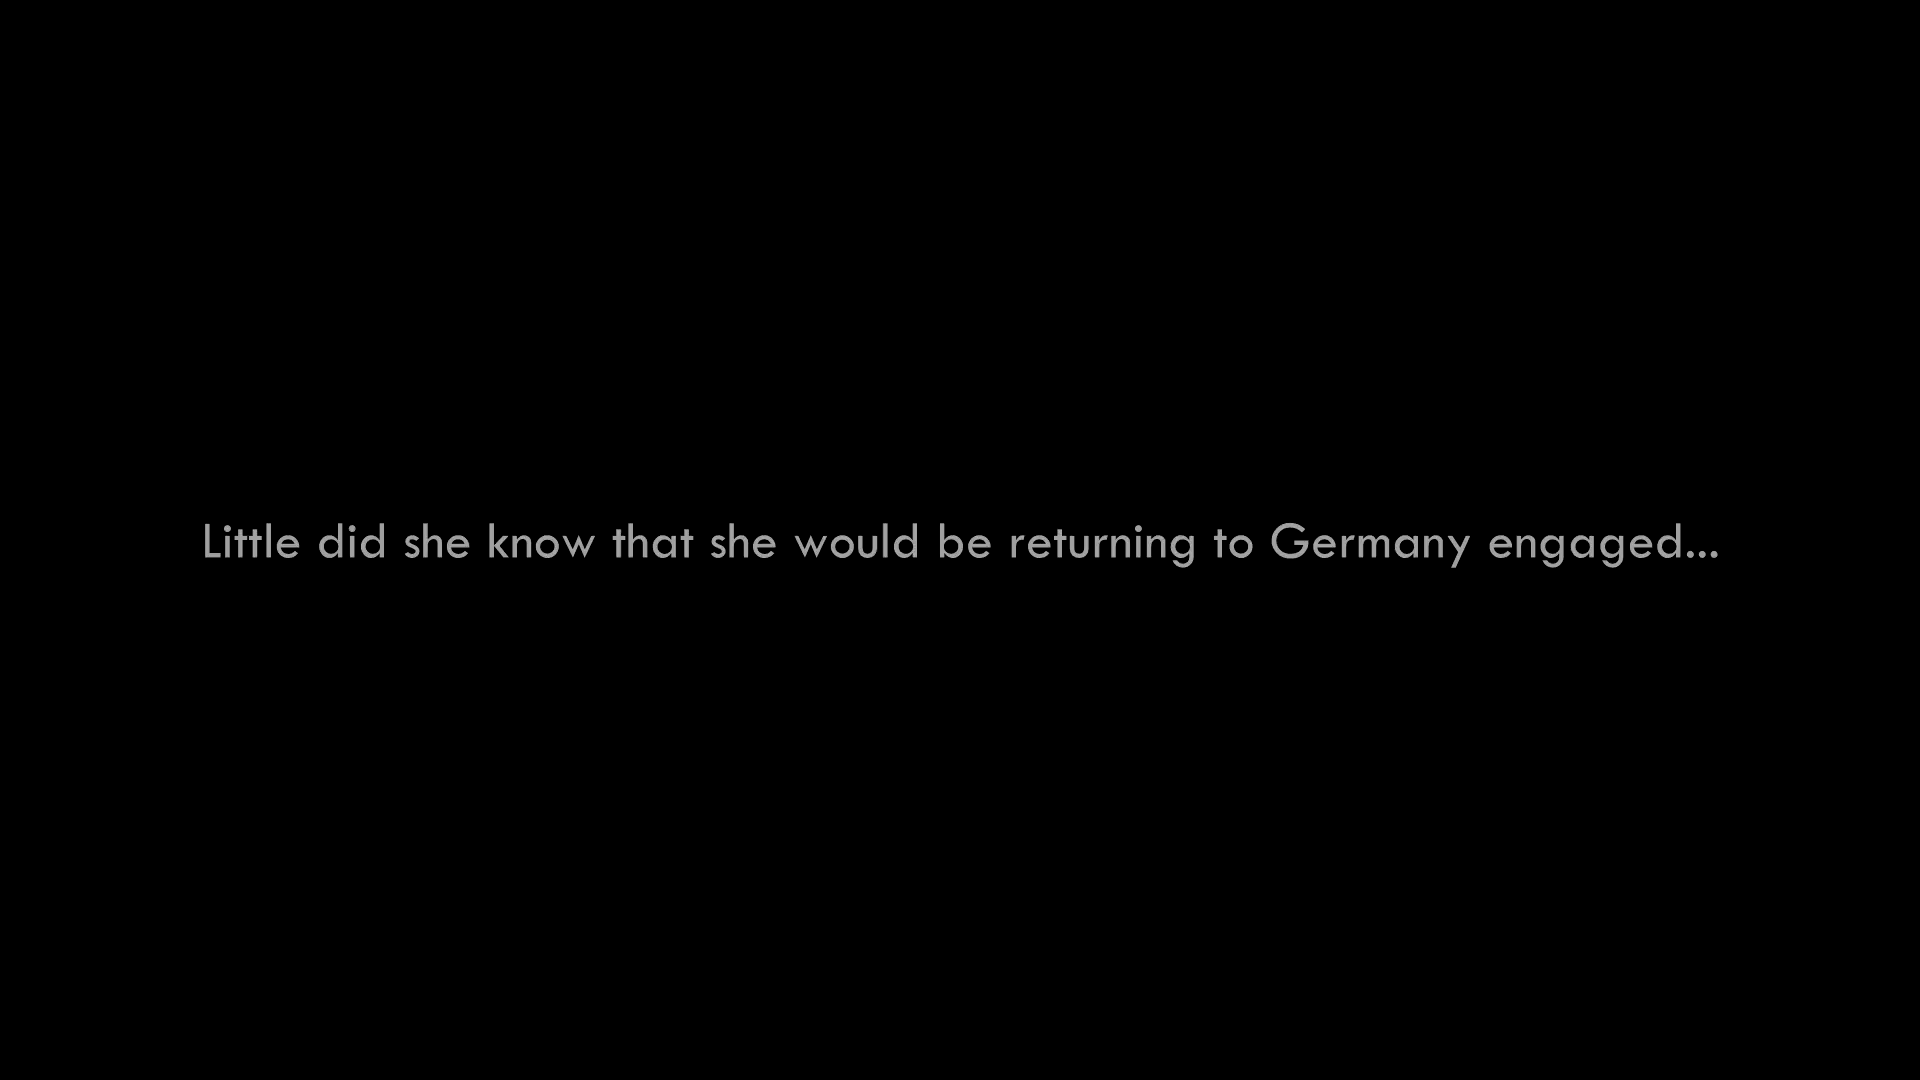 Little did she know that she would be returning to Germany engaged...